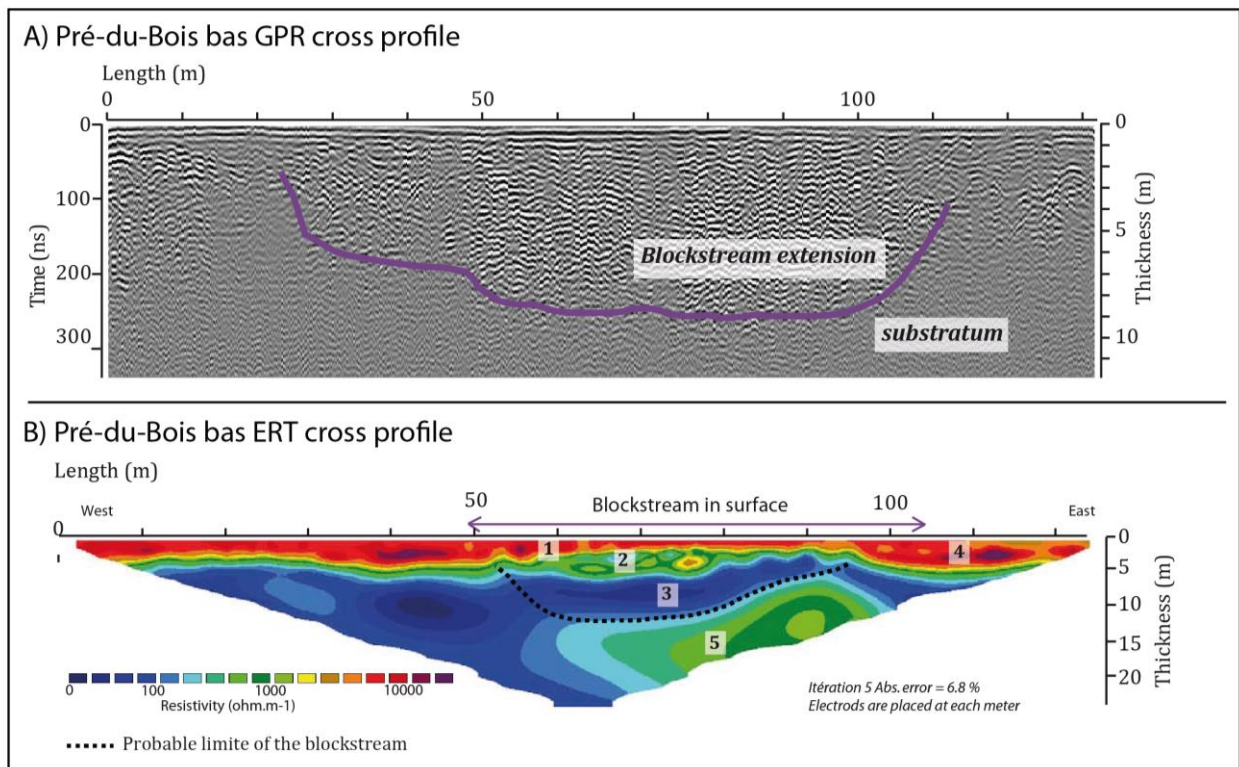 A) Pré-du-Bois bas GPR cross profile
Length (m)
0 50 100
0
100
200
300
Time (ns)
0
5
10
Thickness (m)
Blockstream extension
substratum
B) Pré-du-Bois bas ERT cross profile
Length (m)
West
50
Blockstream in surface
100
East
0
0
5
10
15
20
Thickness (m)
1
2
3
4
5
0 100 1000 10000
Resistivity (ohm.m-1)
Itération 5 Abs. error = 6.8 %
Electrods are placed at each meter
Probable limite of the blockstream